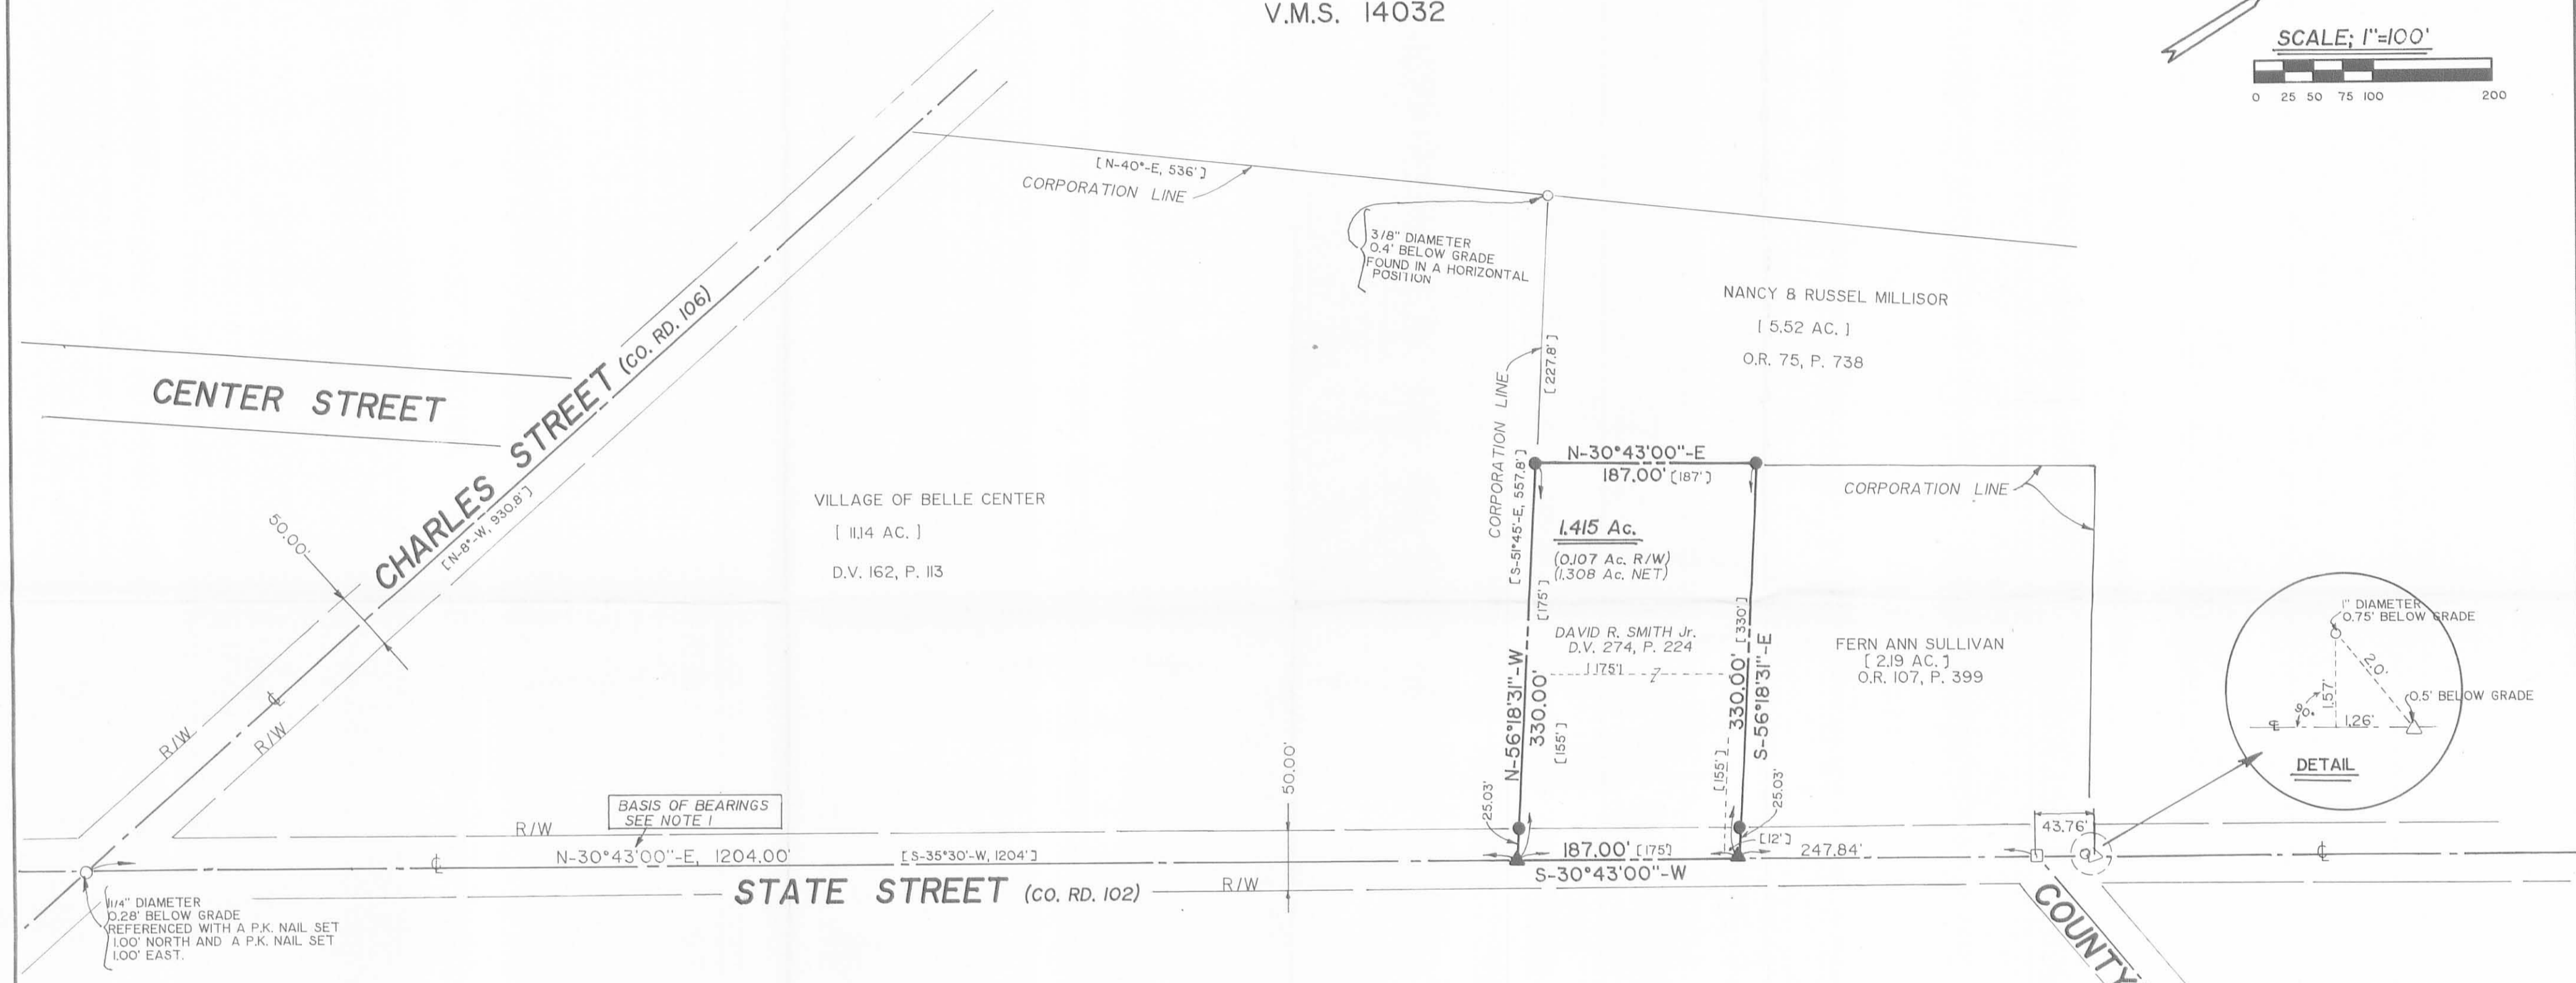 V.M.S. 14032
SCALE; 1"=100'
0 25 50 75 100 200
[ N-40°-E, 536' ]
CORPORATION LINE
3/8" DIAMETER
0.4' BELOW GRADE
FOUND IN A HORIZONTAL
POSITION
NANCY & RUSSEL MILLISOR
[ 5.52 AC. ]
O.R. 75, P. 738
CENTER STREET
CHARLES STREET (CO. RD. 106)
[N-8°-W, 930.8']
50.00'
[ 227.8' ]
CORPORATION LINE
[S-51°45'-E, 557.8']
N-30°43'00"-E
187.00' [187']
CORPORATION LINE
VILLAGE OF BELLE CENTER
[ 11.14 AC. ]
D.V. 162, P. 113
1.415 Ac.
(0.107 Ac. R/W)
(1.308 Ac. NET)
[175']
[330']
DAVID R. SMITH Jr.
D.V. 274, P. 224
[175'] Z
FERN ANN SULLIVAN
[ 2.19 AC. ]
O.R. 107, P. 399
N-56°18'31"-W
330.00'
[155']
330.00'
S-56°18'31"-E
[155']
25.03'
25.03'
1" DIAMETER
0.75' BELOW GRADE
2.0'
1.57'
90°
0.5' BELOW GRADE
℄
1.26'
DETAIL
R/W
℄
R/W
50.00'
BASIS OF BEARINGS
SEE NOTE 1
R/W
43.76'
℄
N-30°43'00"-E, 1204.00'
[S-35°30'-W, 1204']
187.00' [175']
[12']
247.84'
℄
S-30°43'00"-W
STATE STREET (CO. RD. 102)
R/W
1 1/4" DIAMETER
0.28' BELOW GRADE
REFERENCED WITH A P.K. NAIL SET
1.00' NORTH AND A P.K. NAIL SET
1.00' EAST.
COUNTY